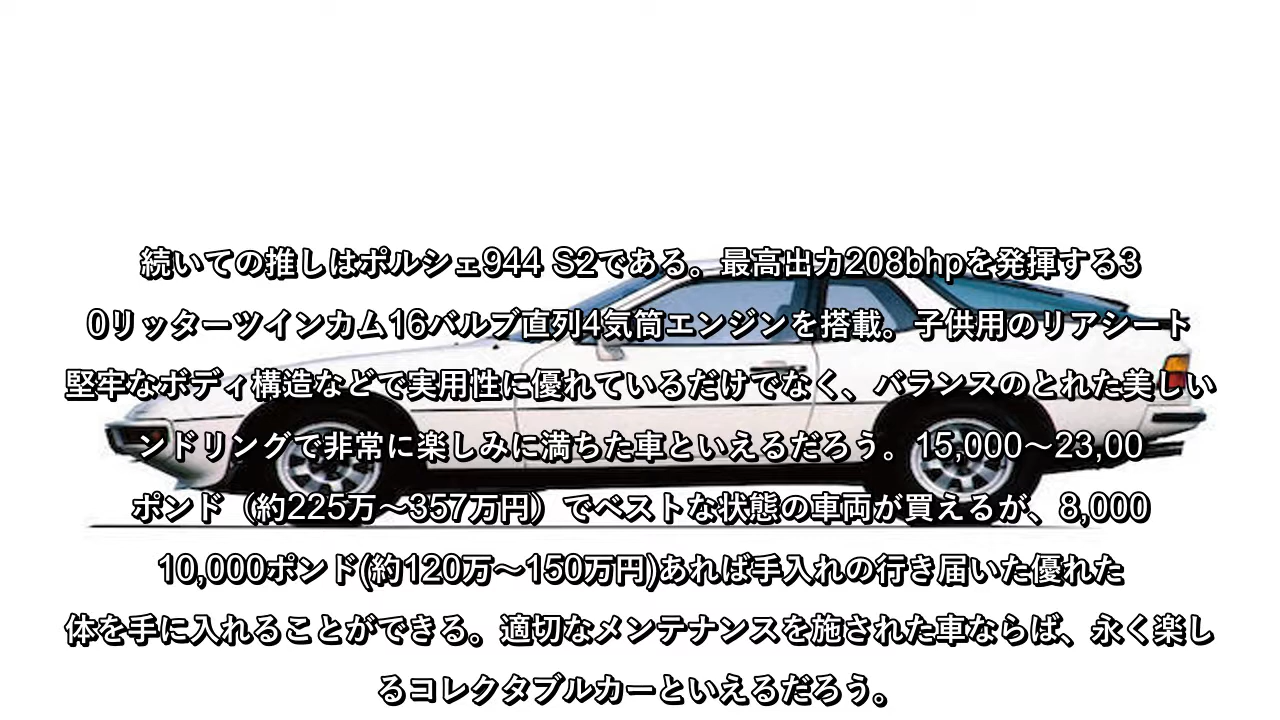 続いての推しはポルシェ944 S2である。最高出力208bhpを発揮する3
0リッターツインカム16バルブ直列4気筒エンジンを搭載。子供用のリアシート
堅牢なボディ構造などで実用性に優れているだけでなく、バランスのとれた美しい
ンドリングで非常に楽しみに満ちた車といえるだろう。15,000〜23,00
ポンド（約225万〜357万円）でベストな状態の車両が買えるが、8,000
10,000ポンド(約120万〜150万円)あれば手入れの行き届いた優れた
体を手に入れることができる。適切なメンテナンスを施された車ならば、永く楽し
るコレクタブルカーといえるだろう。